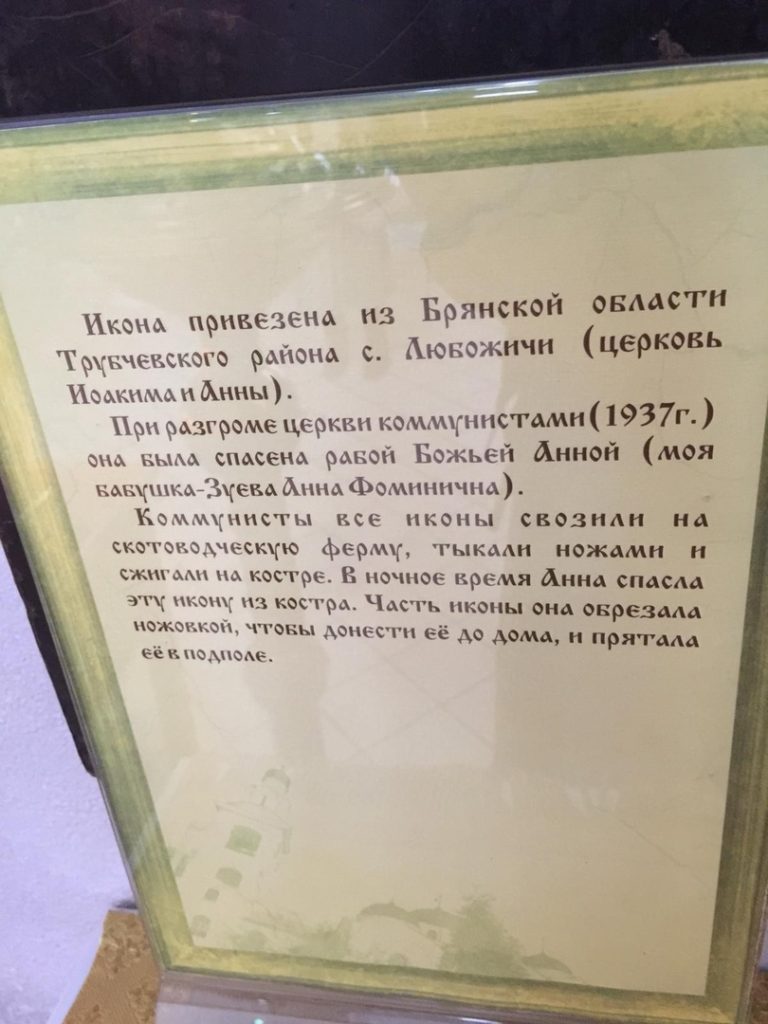 Икона привезена из Брянской области
Трубчевского района с. Любожичи (церковь
Иоакима и Анны).
При разгроме церкви коммунистами(1937г.)
она была спасена рабой Божьей Анной (моя
бабушка-Зуева Анна Фоминична).
Коммунисты все иконы свозили на
скотоводческую ферму, тыкали ножами и
сжигали на костре. В ночное время Анна спасла
эту икону из костра. Часть иконы она обрезала
ножовкой, чтобы донести её до дома, и прятала
её в подполе.